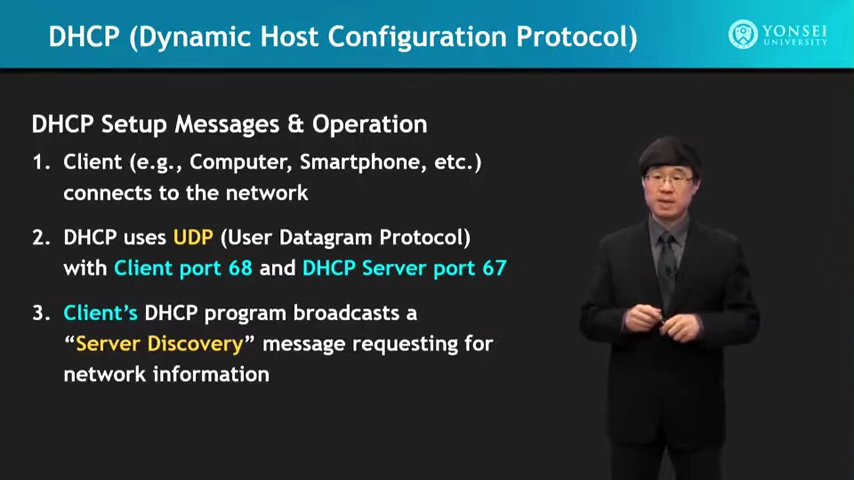 DHCP (Dynamic Host Configuration Protocol)
YONSEI
UNIVERSITY
DHCP Setup Messages & Operation
1. Client (e.g., Computer, Smartphone, etc.)
connects to the network
2. DHCP uses UDP (User Datagram Protocol)
with Client port 68 and DHCP Server port 67
3. Client's DHCP program broadcasts a
“Server Discovery” message requesting for
network information